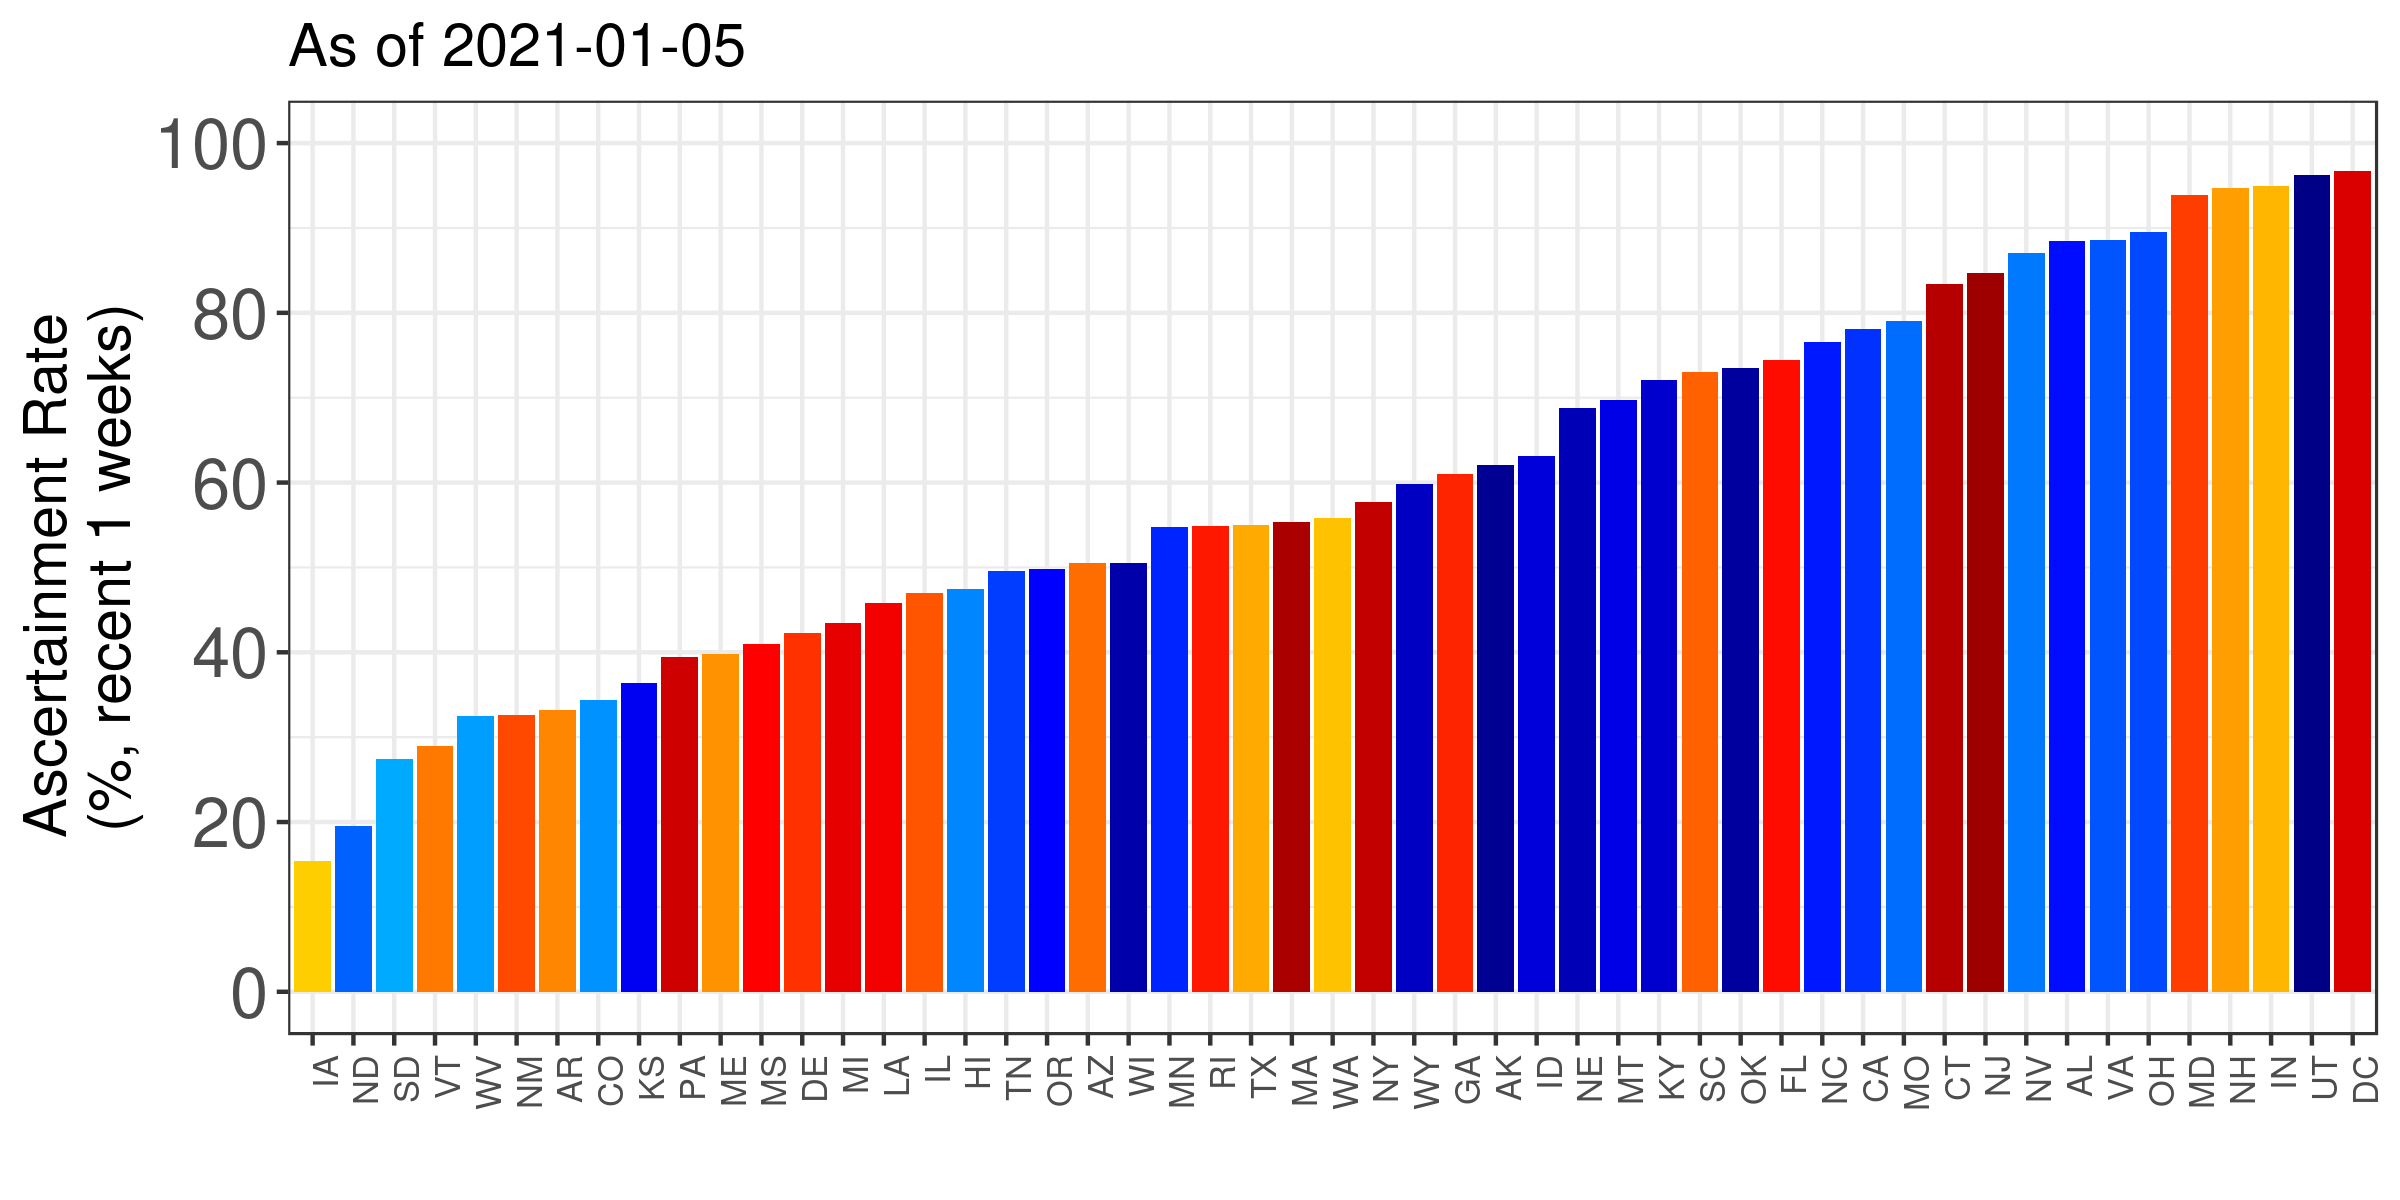 As of 2021-01-05
Ascertainment Rate
(%, recent 1 weeks)
100
80
60
40
20
0
IA ND SD VT WV NM AR CO KS PA ME MS DE MI LA IL HI TN OR AZ WI MN RI TX MA WA NY WY GA AK ID NE MT KY SC OK FL NC CA MO CT NJ NV AL VA OH MD NH IN UT DC